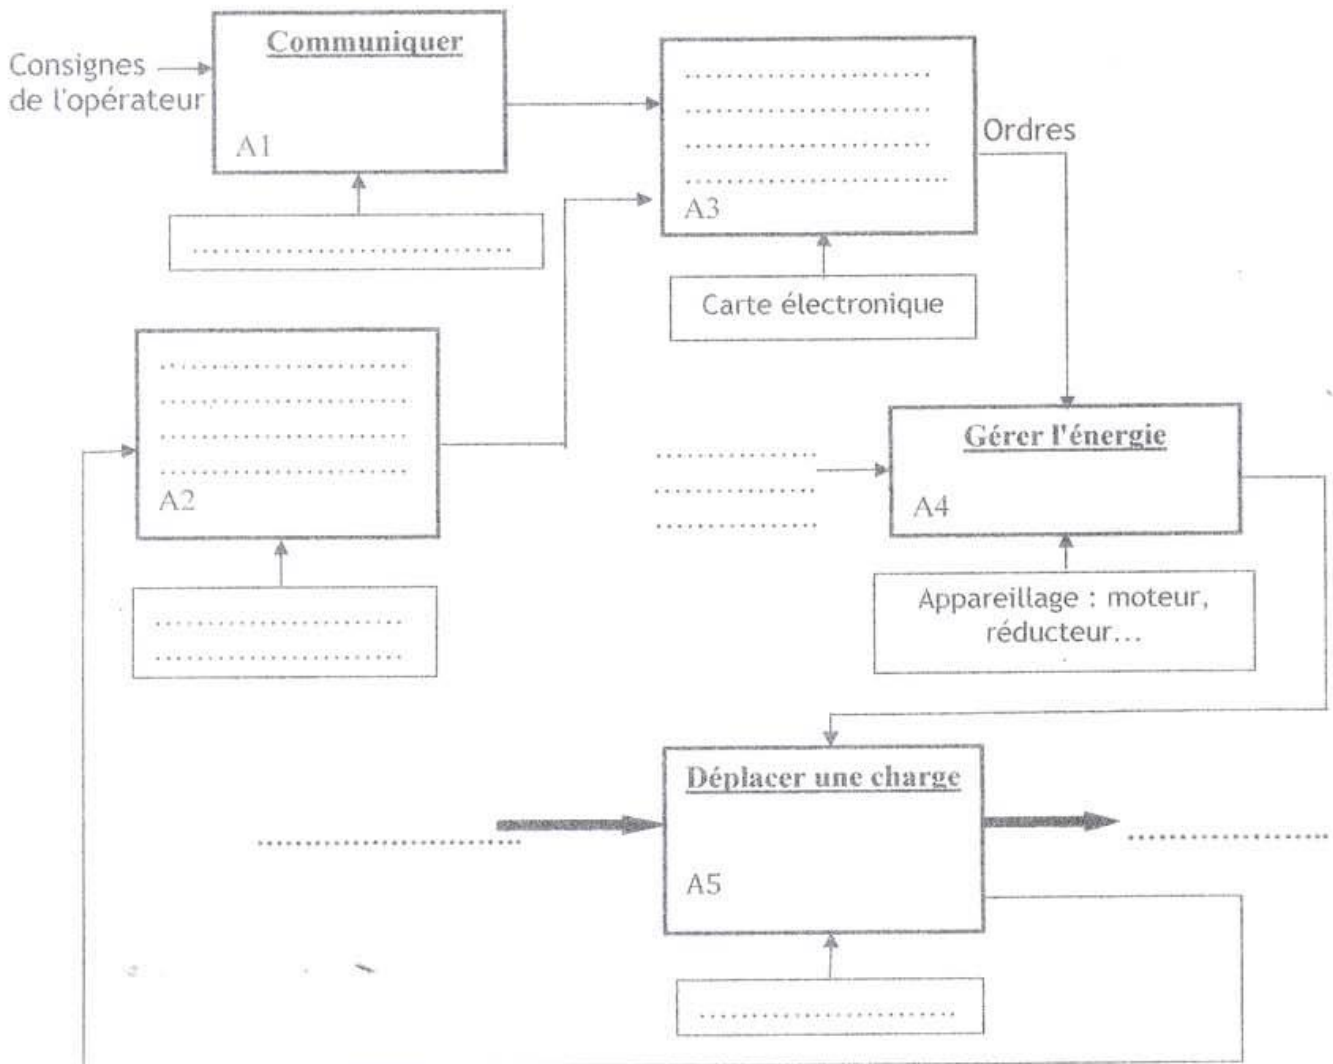 Communiquer
Consignes
de l'opérateur
A1
....................................
............................
............................
............................
..............................
A3
Ordres
Carte électronique
............................
............................
............................
............................
A2
............................
............................
..................
..................
..................
Gérer l'énergie
A4
Appareillage : moteur,
réducteur...
Déplacer une charge
A5
..............................
.......................
.............................